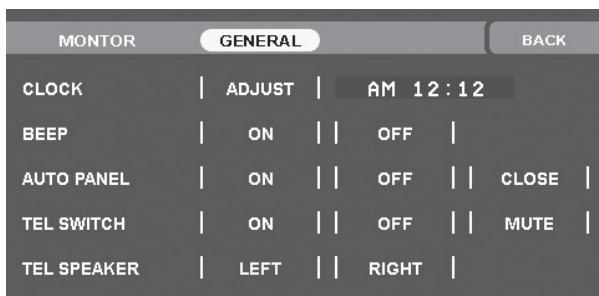 MONTOR GENERAL BACK
CLOCK ADJUST AM 12:12
BEEP ON OFF
AUTO PANEL ON OFF CLOSE
TEL SWITCH ON OFF MUTE
TEL SPEAKER LEFT RIGHT